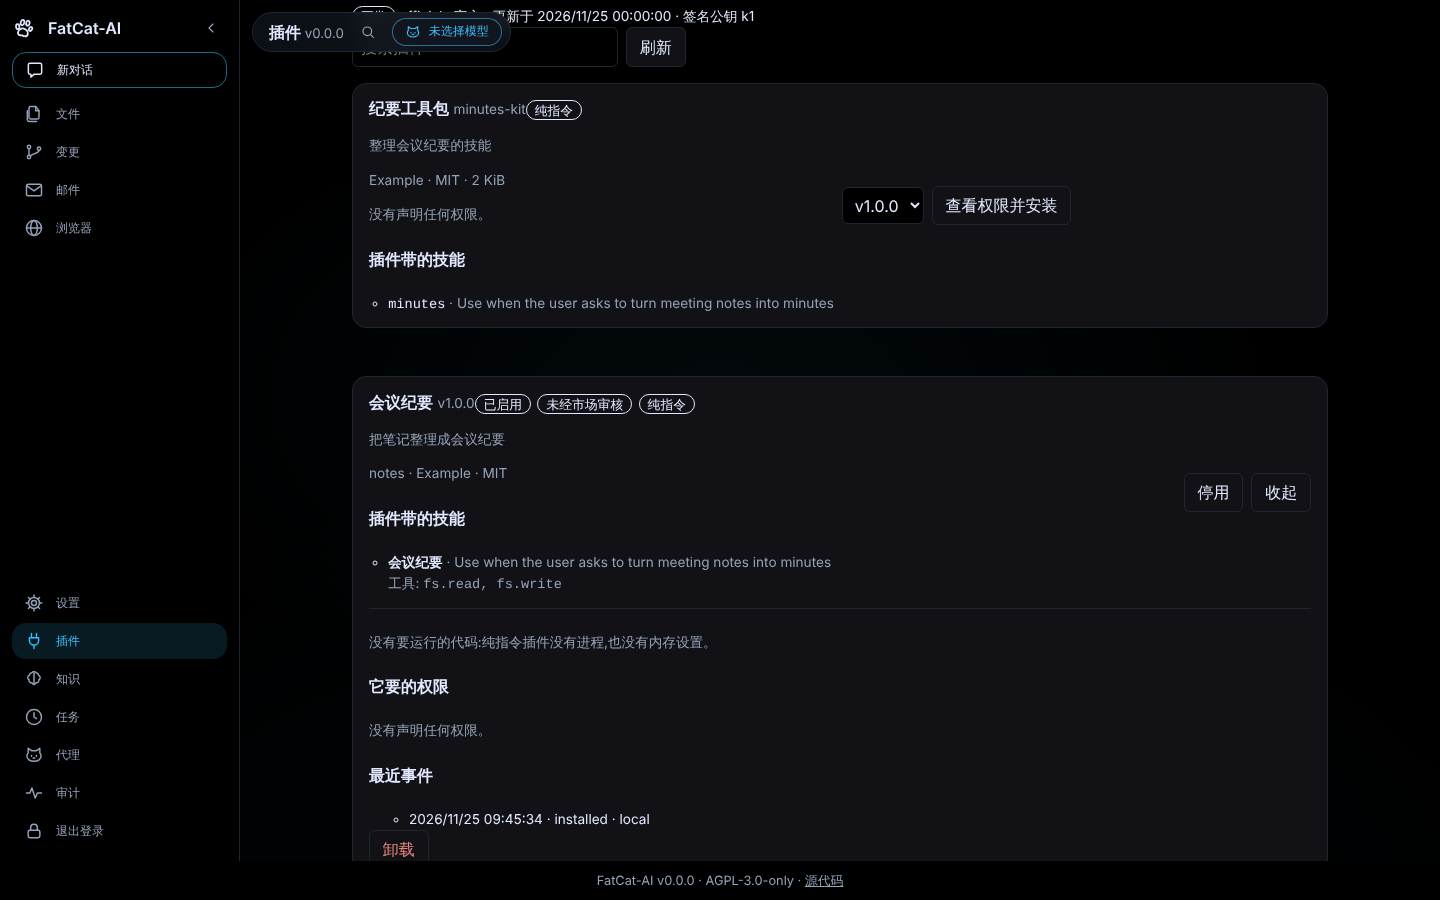 FatCat-AI
新对话
文件
变更
邮件
浏览器
设置
插件
知识
任务
代理
审计
退出登录
插件 v0.0.0
未选择模型
更新于 2026/11/25 00:00:00 · 签名公钥 k1
刷新
纪要工具包 minutes-kit 纯指令
整理会议纪要的技能
Example · MIT · 2 KiB
没有声明任何权限。
v1.0.0
查看权限并安装
插件带的技能
minutes · Use when the user asks to turn meeting notes into minutes
会议纪要 v1.0.0 已启用 未经市场审核 纯指令
把笔记整理成会议纪要
notes · Example · MIT
停用
收起
插件带的技能
会议纪要 · Use when the user asks to turn meeting notes into minutes
工具: fs.read, fs.write
没有要运行的代码:纯指令插件没有进程,也没有内存设置。
它要的权限
没有声明任何权限。
最近事件
2026/11/25 09:45:34 · installed · local
卸载
FatCat-AI v0.0.0 · AGPL-3.0-only · 源代码